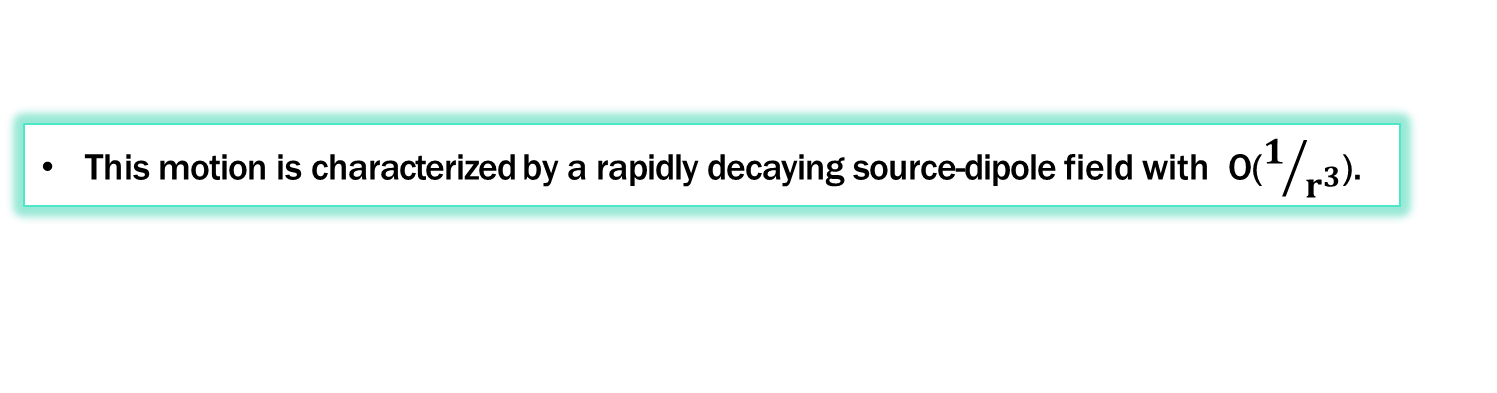 • This motion is characterized by a rapidly decaying source-dipole field with O(1/r³).